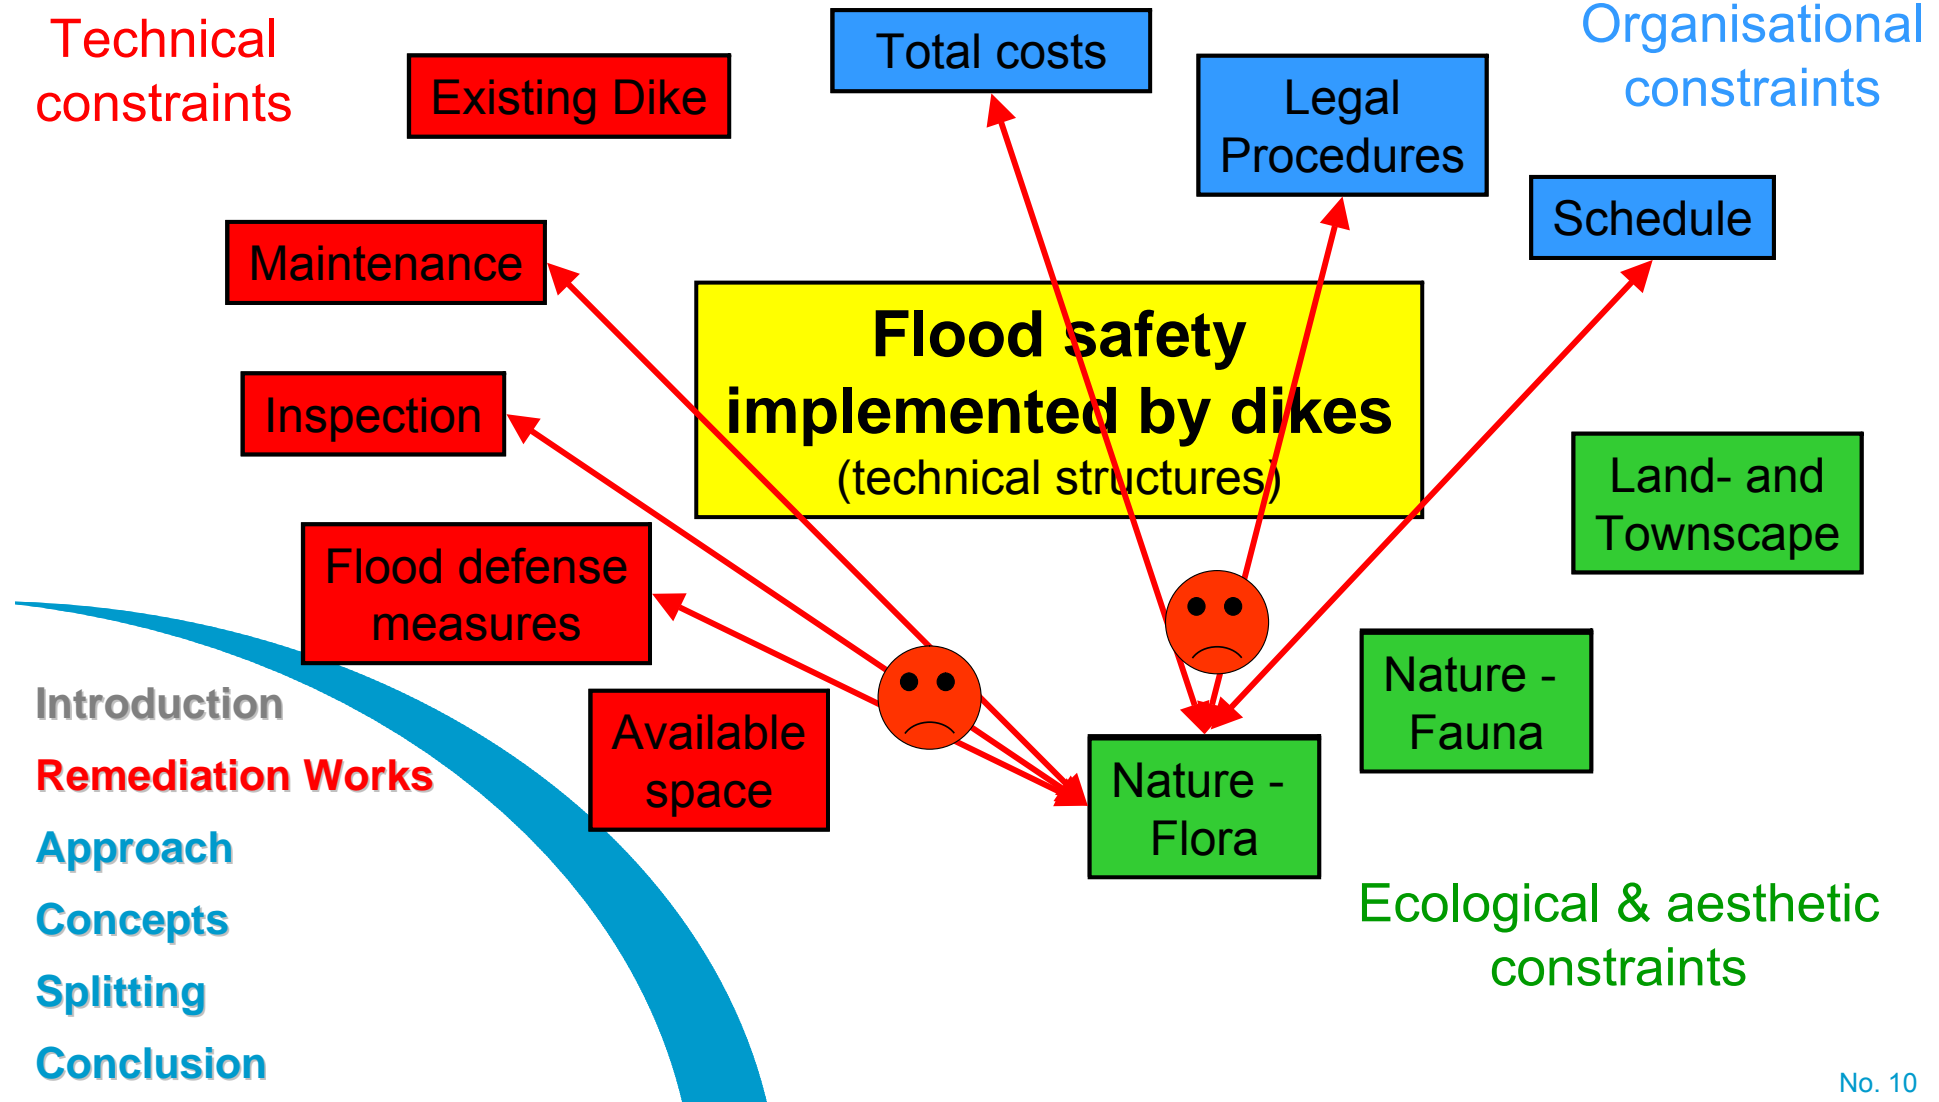 Technical
constraints
Existing Dike
Total costs
Legal
Procedures
Organisational
constraints
Schedule
Maintenance
Flood safety
implemented by dikes
(technical structures)
Inspection
Land- and
Townscape
Flood defense
measures
Nature -
Fauna
Available
space
Nature -
Flora
Ecological & aesthetic
constraints
Introduction
Remediation Works
Approach
Concepts
Splitting
Conclusion
No. 10